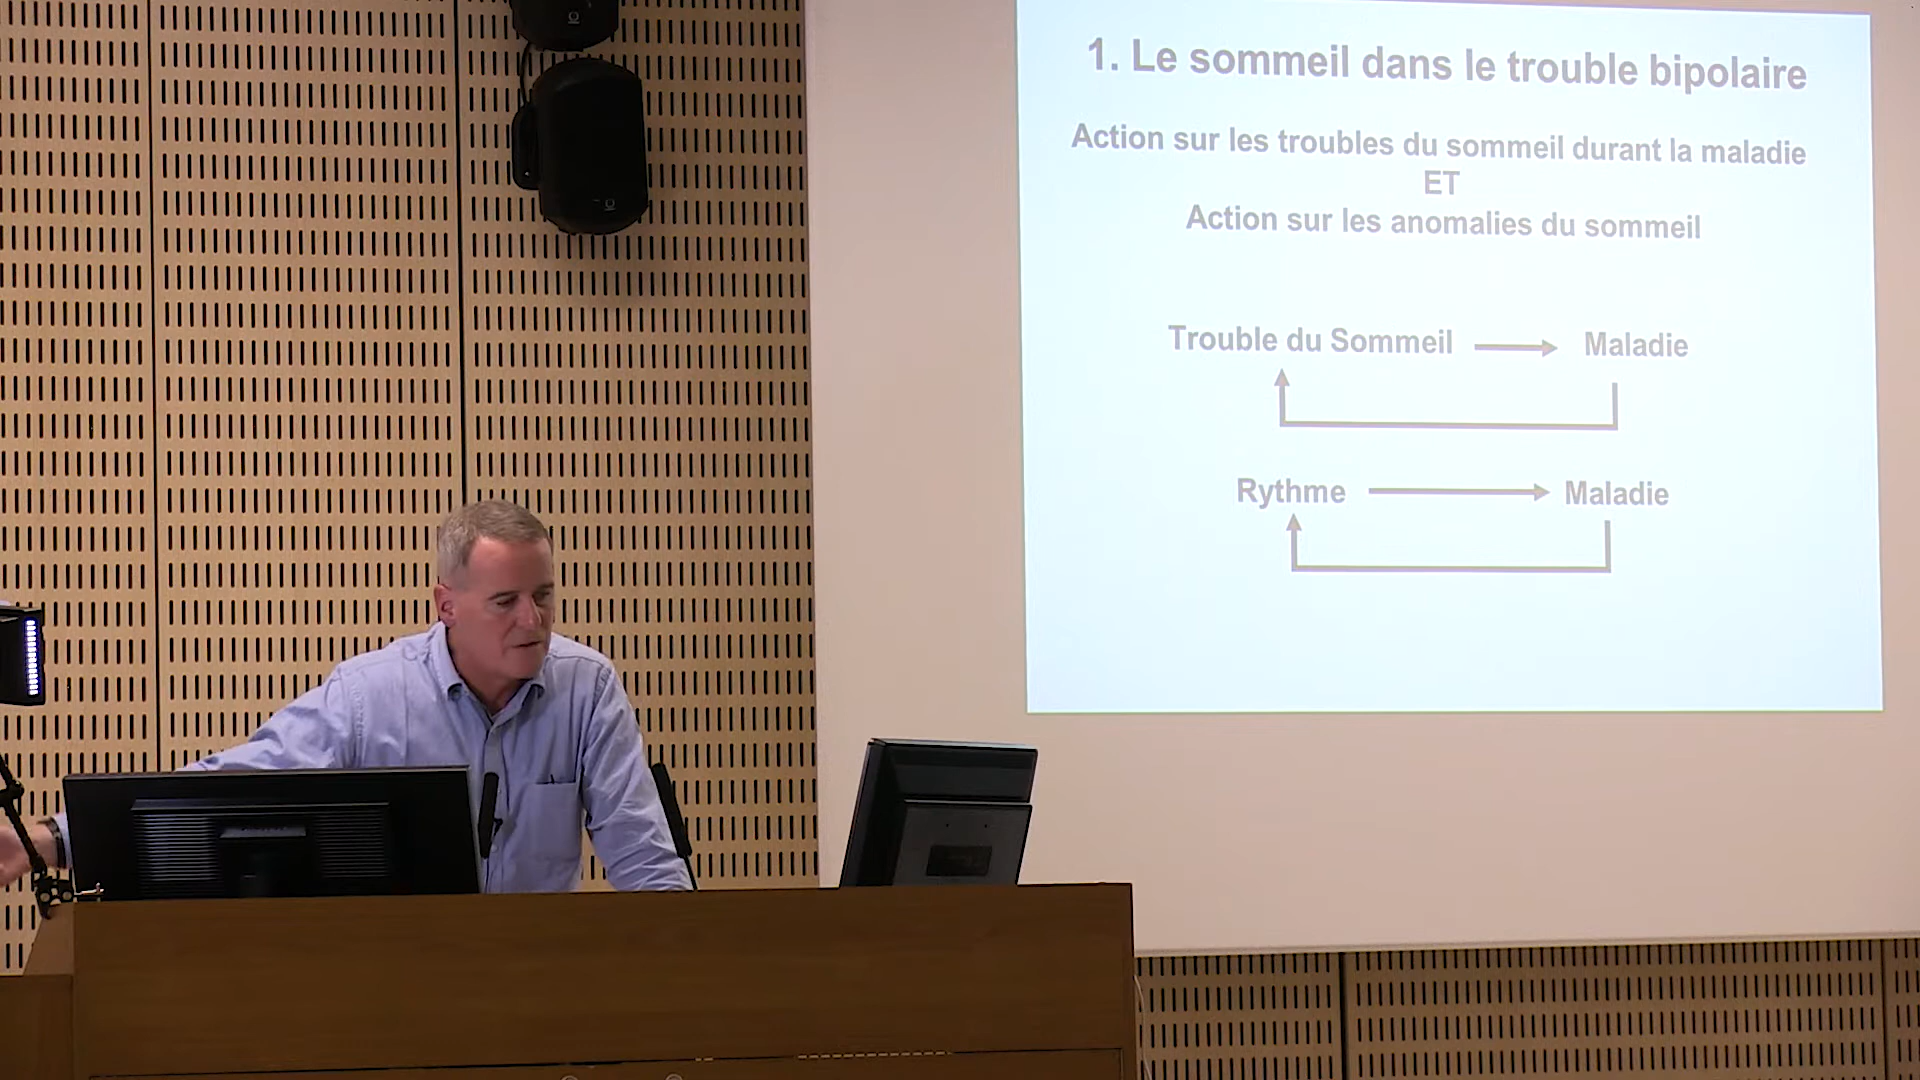 1. Le sommeil dans le trouble bipolaire
Action sur les troubles du sommeil durant la maladie
ET
Action sur les anomalies du sommeil
Trouble du Sommeil
Maladie
Rythme
Maladie